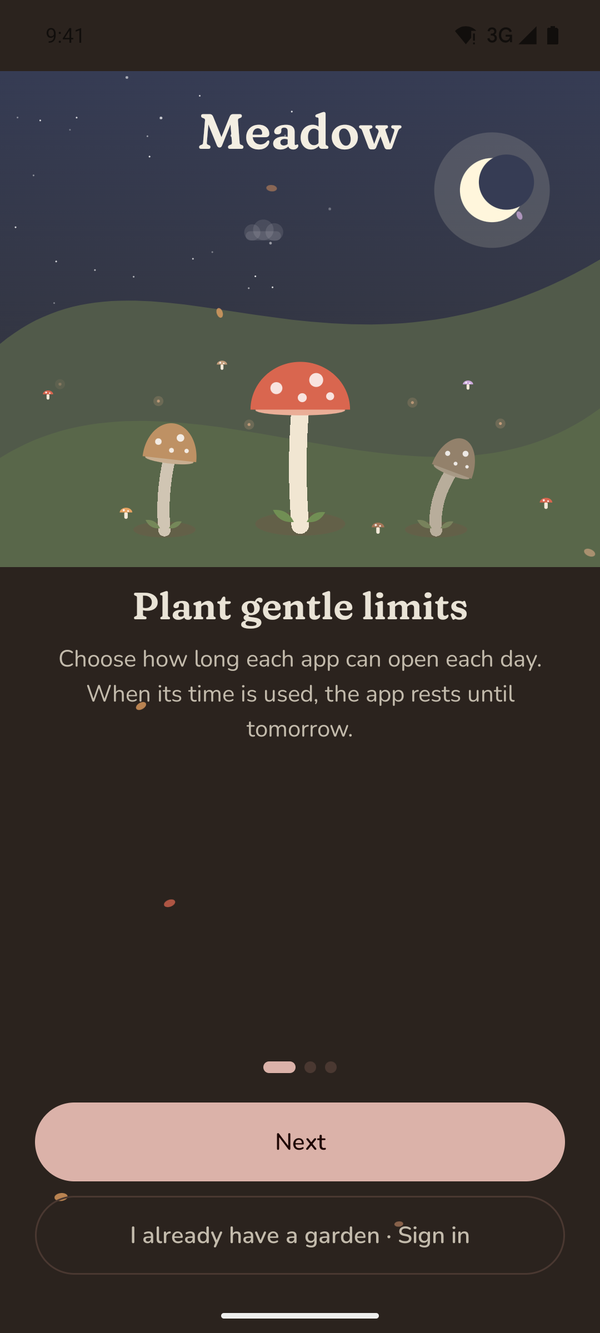 9:41
3G
Meadow
Plant gentle limits
Choose how long each app can open each day.
When its time is used, the app rests until
tomorrow.
Next
I already have a garden · Sign in